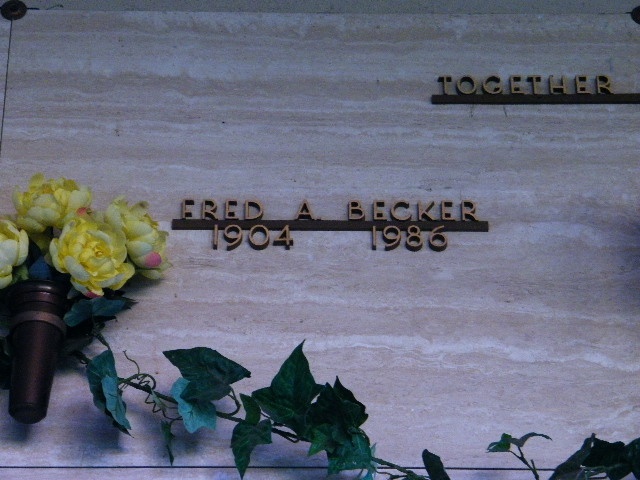 TOGETHER
FRED A. BECKER
1904 1986